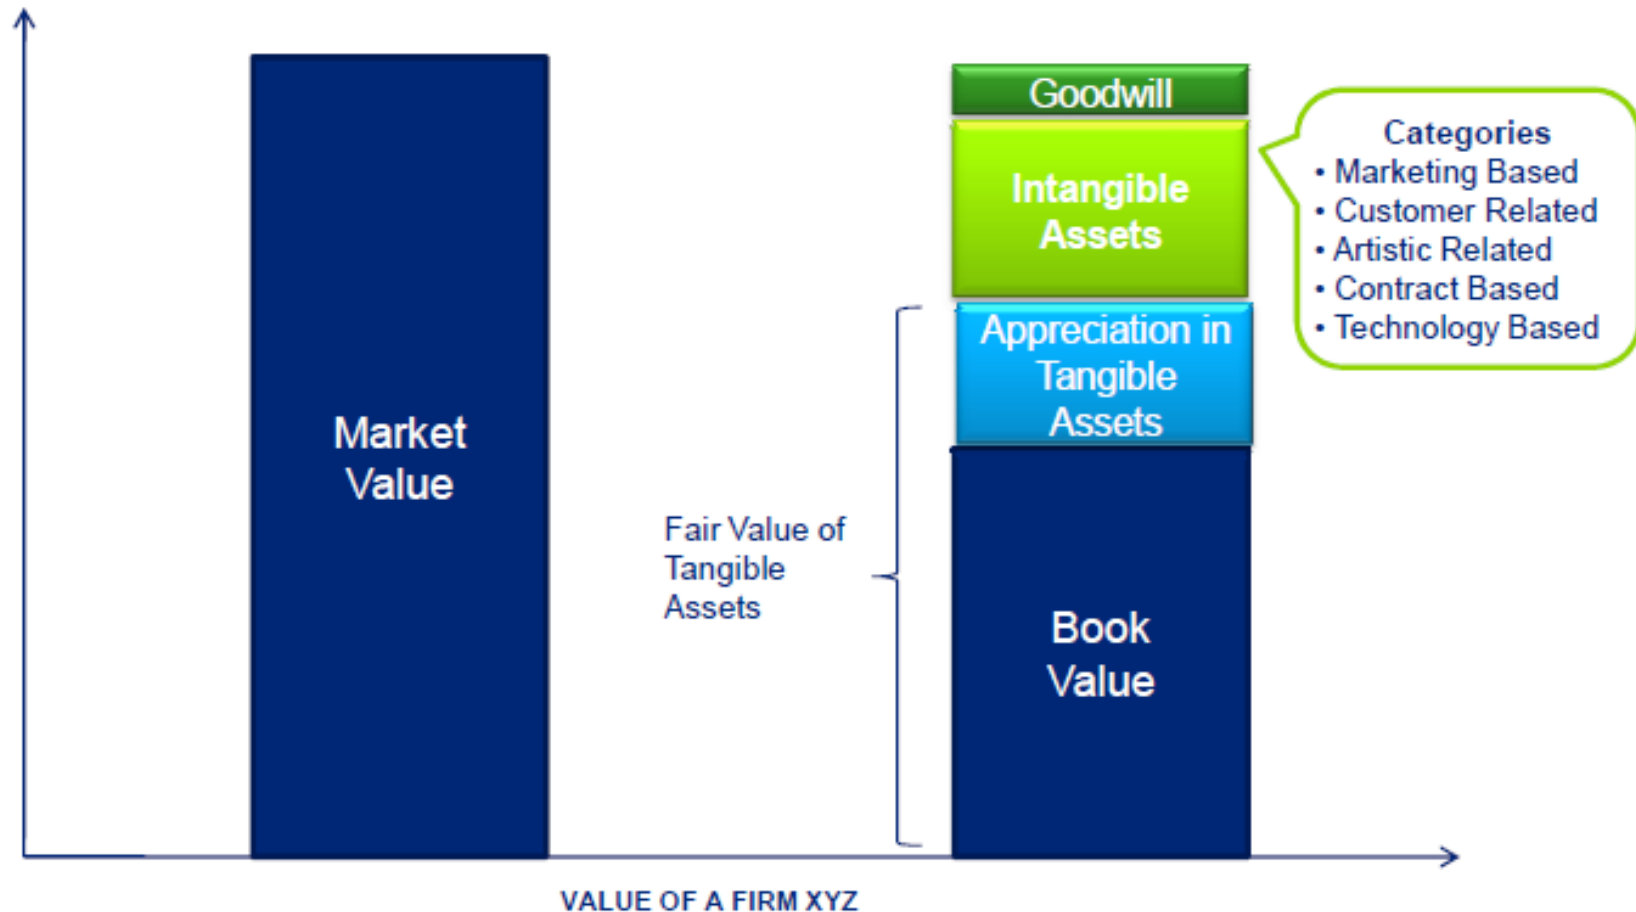 Goodwill
Intangible
Assets
Appreciation in
Tangible
Assets
Book
Value
Market
Value
Fair Value of
Tangible
Assets
Categories
• Marketing Based
• Customer Related
• Artistic Related
• Contract Based
• Technology Based
VALUE OF A FIRM XYZ